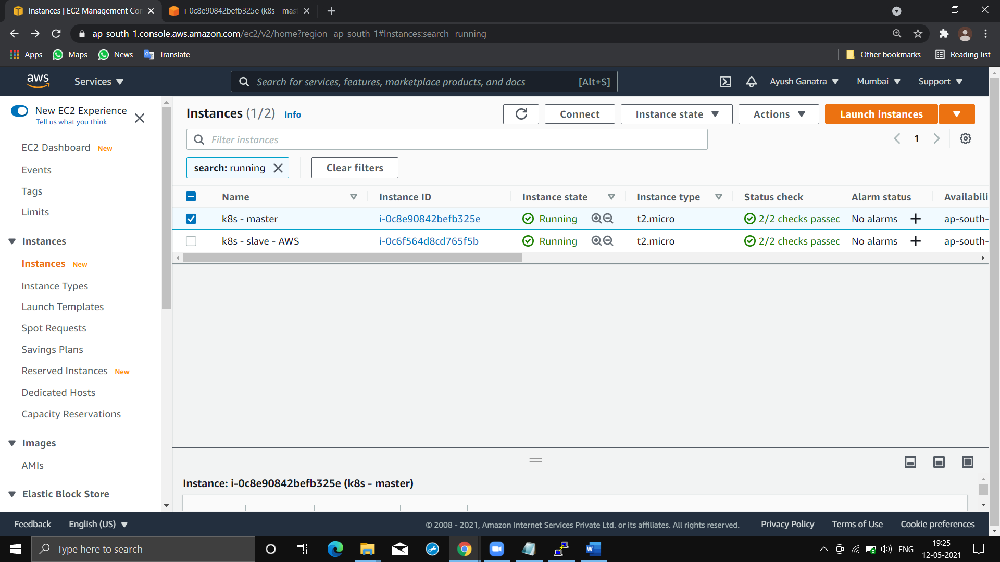 Instances | EC2 Management Con
i-0c8e90842befb325e (k8s - mast
ap-south-1.console.aws.amazon.com/ec2/v2/home?region=ap-south-1#Instances:search=running
Apps Maps News Translate Other bookmarks Reading list
aws Services Search for services, features, marketplace products, and docs [Alt+S] Ayush Ganatra Mumbai Support
New EC2 Experience
Tell us what you think
EC2 Dashboard New
Events
Tags
Limits
Instances
Instances New
Instance Types
Launch Templates
Spot Requests
Savings Plans
Reserved Instances New
Dedicated Hosts
Capacity Reservations
Images
AMIs
Elastic Block Store
Instances (1/2) Info Connect Instance state Actions Launch instances
Filter instances 1
search: running Clear filters
Name Instance ID Instance state Instance type Status check Alarm status Availabili
k8s - master i-0c8e90842befb325e Running t2.micro 2/2 checks passed No alarms ap-south-
k8s - slave - AWS i-0c6f564d8cd765f5b Running t2.micro 2/2 checks passed No alarms ap-south-
Instance: i-0c8e90842befb325e (k8s - master)
Feedback English (US) © 2008 - 2021, Amazon Internet Services Private Ltd. or its affiliates. All rights reserved. Privacy Policy Terms of Use Cookie preferences
Type here to search ENG 19:25
12-05-2021